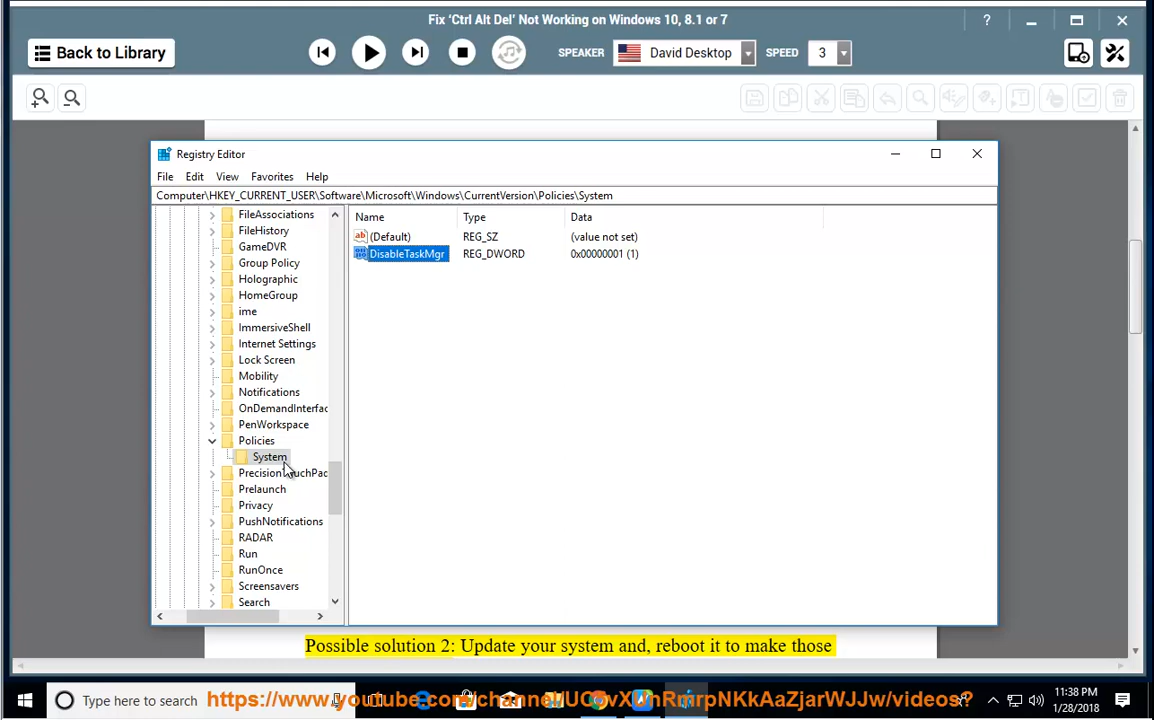 Fix ‘Ctrl Alt Del’ Not Working on Windows 10, 8.1 or 7
?
Back to Library
SPEAKER
David Desktop
SPEED
3
Registry Editor
File Edit View Favorites Help
Computer\HKEY_CURRENT_USER\Software\Microsoft\Windows\CurrentVersion\Policies\System
Name Type Data
(Default) REG_SZ (value not set)
DisableTaskMgr REG_DWORD 0x00000001 (1)
FileAssociations
FileHistory
GameDVR
Group Policy
Holographic
HomeGroup
ime
ImmersiveShell
Internet Settings
Lock Screen
Mobility
Notifications
OnDemandInterfac
PenWorkspace
Policies
System
PrecisionTouchPad
Prelaunch
Privacy
PushNotifications
RADAR
Run
RunOnce
Screensavers
Search
Possible solution 2: Update your system and, reboot it to make those
Type here to search
11:38 PM
1/28/2018